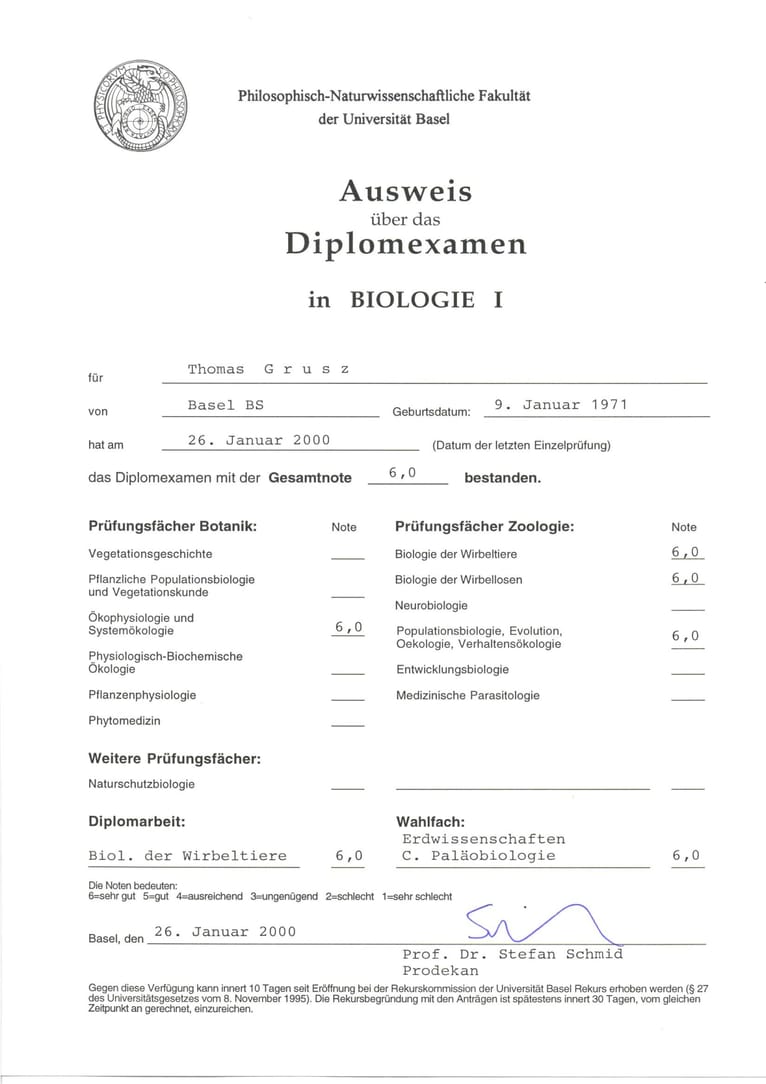 ET PHYSICORUM SOPHILOSOPHORUM
Philosophisch-Naturwissenschaftliche Fakultät
der Universität Basel
Ausweis
über das
Diplomexamen
in BIOLOGIE I
für Thomas G r u s z
von Basel BS Geburtsdatum: 9. Januar 1971
hat am 26. Januar 2000 (Datum der letzten Einzelprüfung)
das Diplomexamen mit der Gesamtnote 6,0 bestanden.
Prüfungsfächer Botanik: Note
Vegetationsgeschichte
Pflanzliche Populationsbiologie
und Vegetationskunde
Ökophysiologie und
Systemökologie 6,0
Physiologisch-Biochemische
Ökologie
Pflanzenphysiologie
Phytomedizin
Prüfungsfächer Zoologie: Note
Biologie der Wirbeltiere 6,0
Biologie der Wirbellosen 6,0
Neurobiologie
Populationsbiologie, Evolution,
Oekologie, Verhaltensökologie 6,0
Entwicklungsbiologie
Medizinische Parasitologie
Weitere Prüfungsfächer:
Naturschutzbiologie
Diplomarbeit:
Biol. der Wirbeltiere 6,0
Wahlfach:
Erdwissenschaften
C. Paläobiologie 6,0
Die Noten bedeuten:
6=sehr gut 5=gut 4=ausreichend 3=ungenügend 2=schlecht 1=sehr schlecht
Basel, den 26. Januar 2000
Prof. Dr. Stefan Schmid
Prodekan
Gegen diese Verfügung kann innert 10 Tagen seit Eröffnung bei der Rekurskommission der Universität Basel Rekurs erhoben werden (§ 27
des Universitätsgesetzes vom 8. November 1995). Die Rekursbegründung mit den Anträgen ist spätestens innert 30 Tagen, vom gleichen
Zeitpunkt an gerechnet, einzureichen.